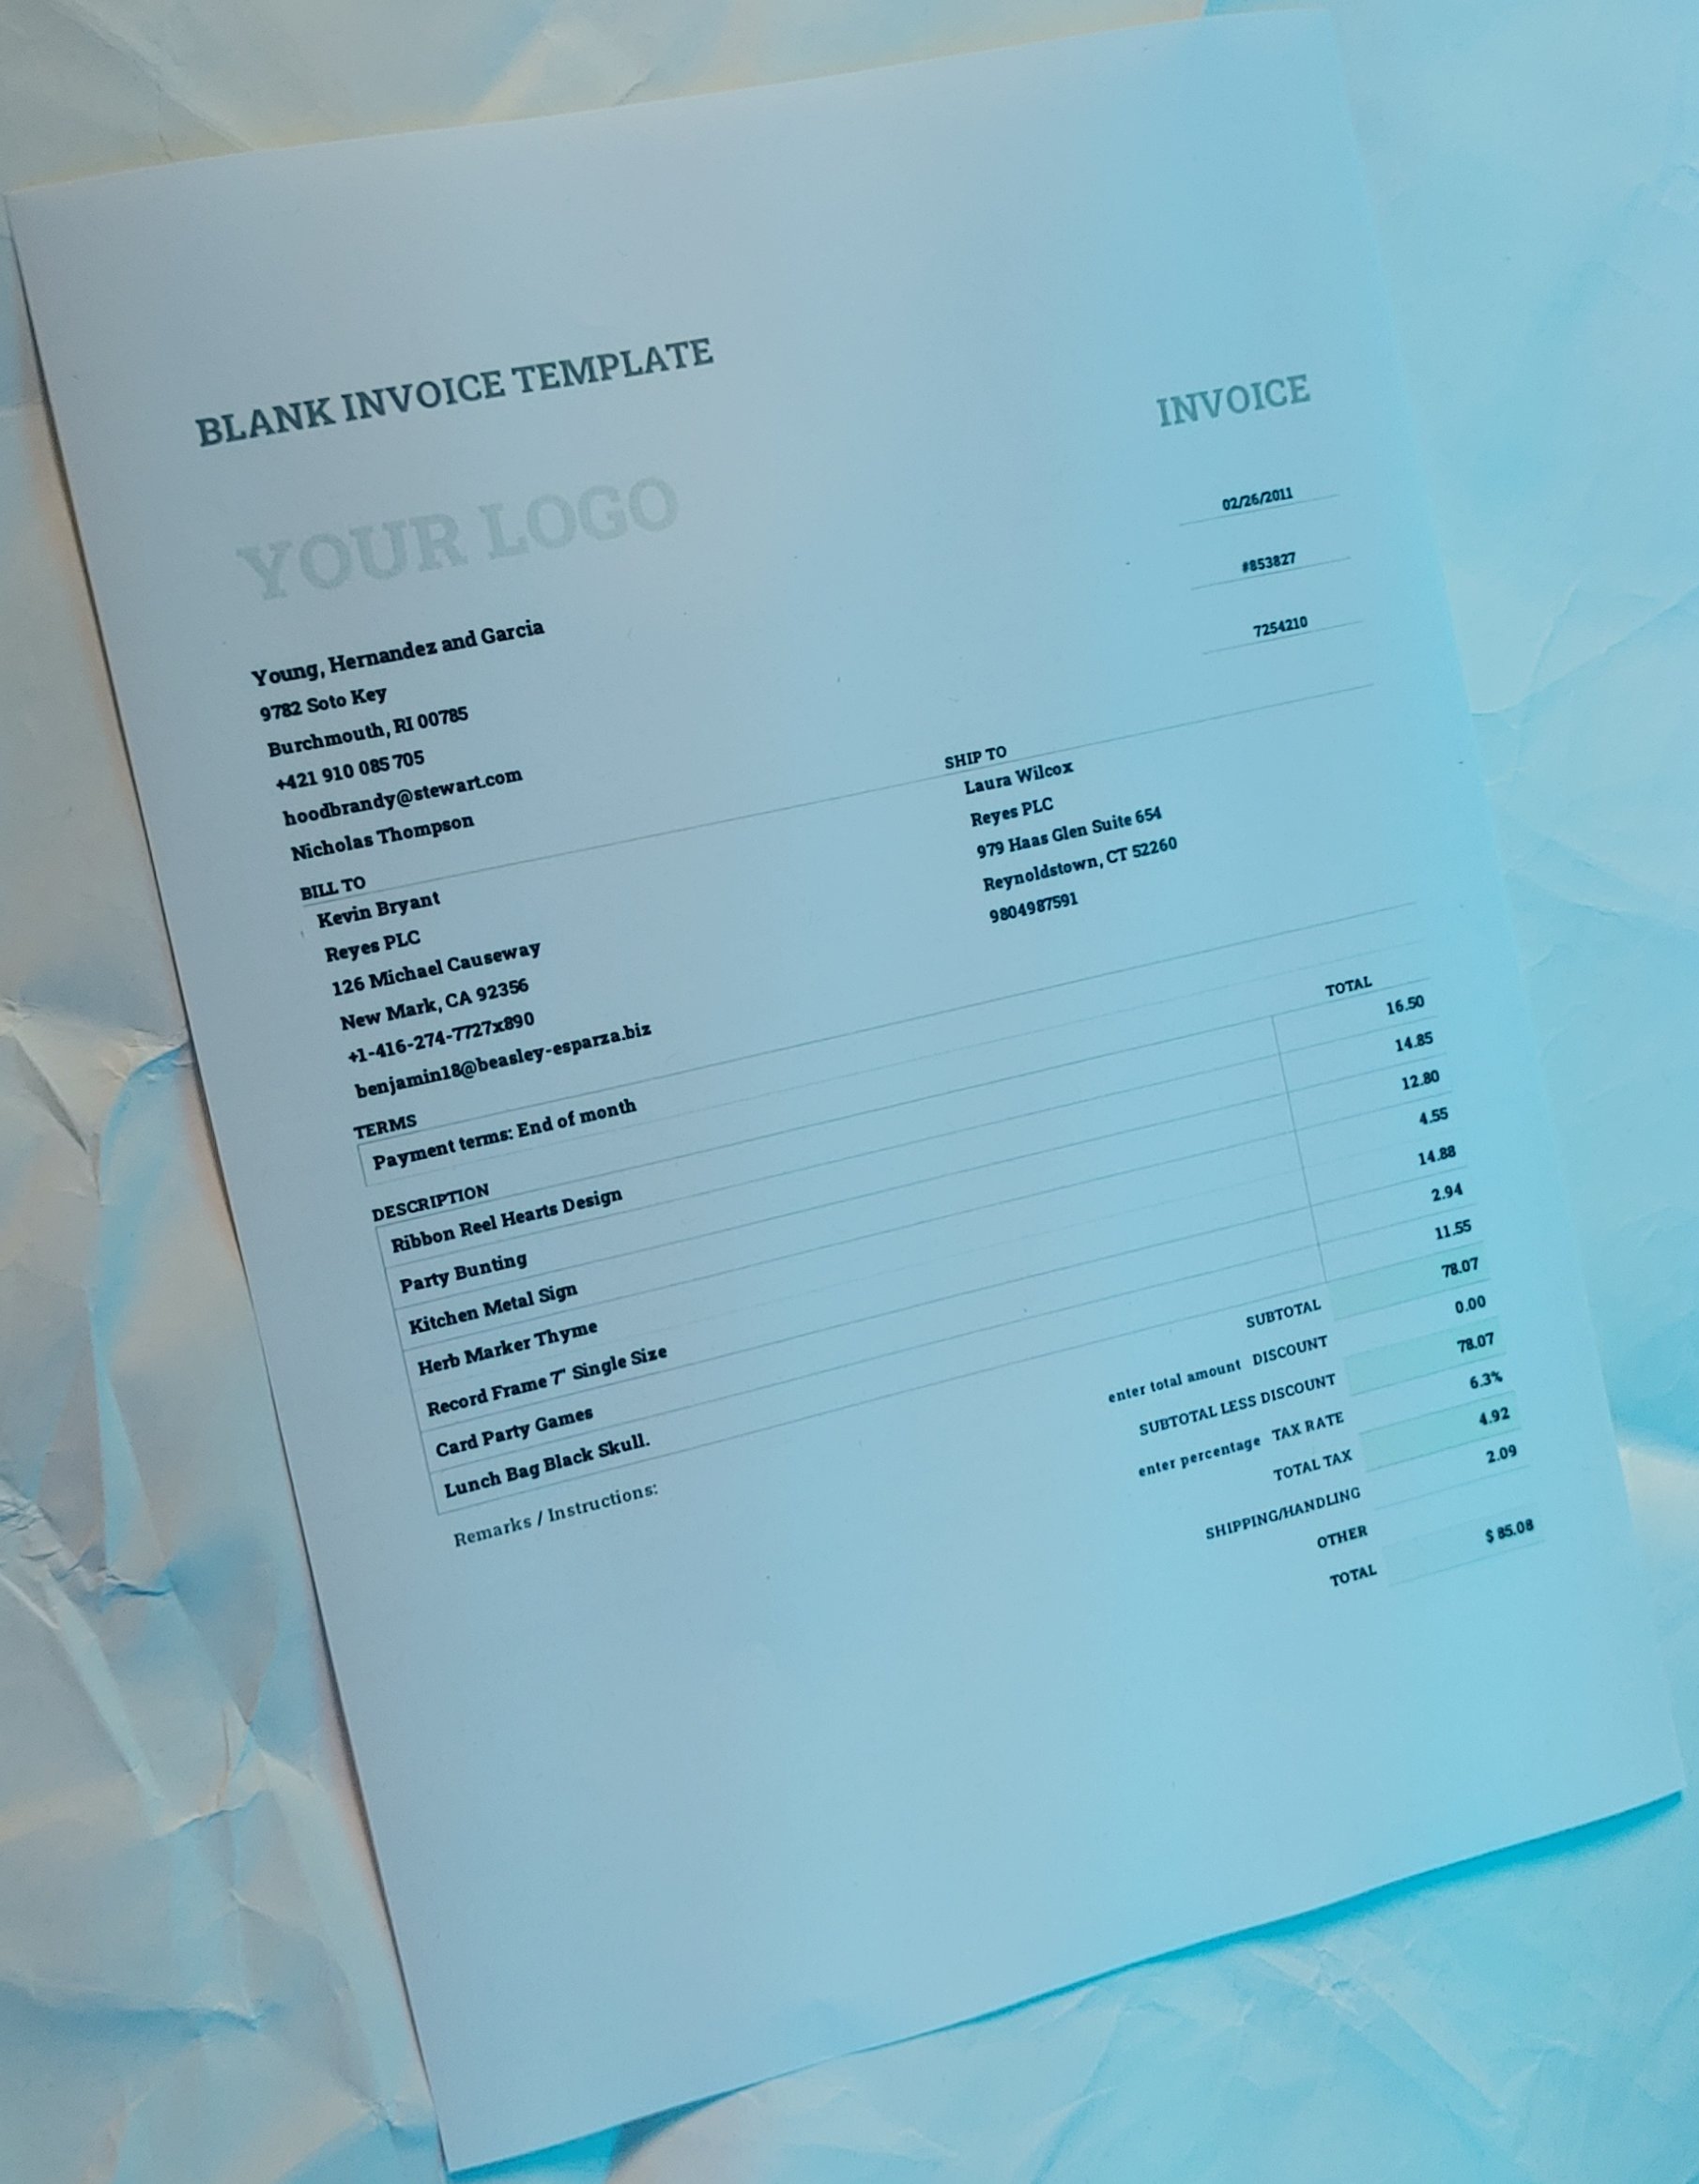 BLANK INVOICE TEMPLATE
INVOICE
YOUR LOGO
02/26/2011
#853827
7254210
Young, Hernandez and Garcia
9782 Soto Key
Burchmouth, RI 00785
+421 910 085 705
hoodbrandy@stewart.com
Nicholas Thompson
BILL TO
Kevin Bryant
Reyes PLC
126 Michael Causeway
New Mark, CA 92356
+1-416-274-7727x890
benjamin18@beasley-esparza.biz
SHIP TO
Laura Wilcox
Reyes PLC
979 Haas Glen Suite 654
Reynoldstown, CT 52260
9804987591
TERMS
Payment terms: End of month
DESCRIPTION TOTAL
Ribbon Reel Hearts Design 16.50
Party Bunting 14.85
Kitchen Metal Sign 12.80
Herb Marker Thyme 4.55
Record Frame 7" Single Size 14.88
Card Party Games 2.94
Lunch Bag Black Skull. 11.55
Remarks / Instructions:
SUBTOTAL 78.07
enter total amount DISCOUNT 0.00
SUBTOTAL LESS DISCOUNT 78.07
enter percentage TAX RATE 6.3%
TOTAL TAX 4.92
SHIPPING/HANDLING 2.09
OTHER
TOTAL $ 85.08